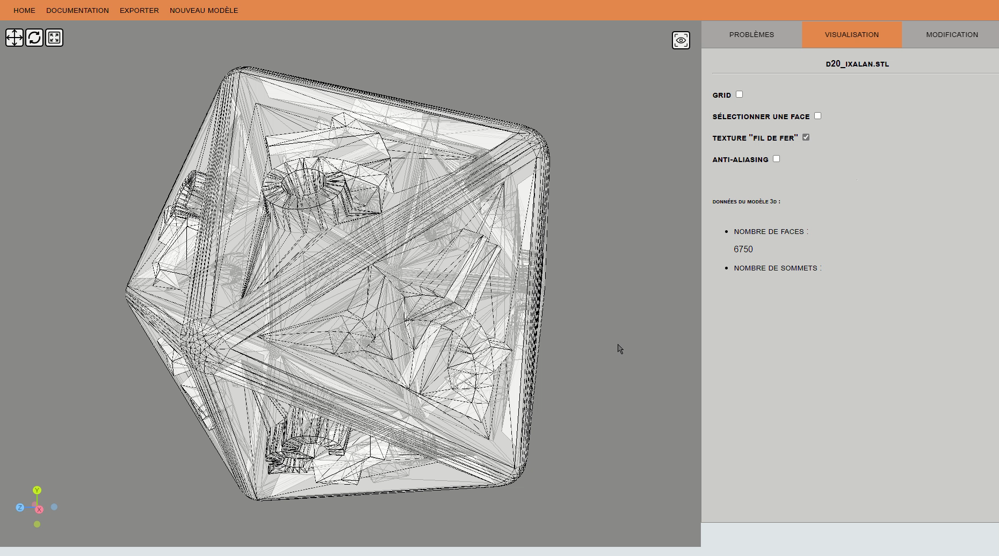 HOME DOCUMENTATION EXPORTER NOUVEAU MODÈLE
PROBLÈMES VISUALISATION MODIFICATION
D20_IXALAN.STL
GRID
SÉLECTIONNER UNE FACE
TEXTURE "FIL DE FER"
ANTI-ALIASING
DONNÉES DU MODÈLE 3D :
NOMBRE DE FACES :
6750
NOMBRE DE SOMMETS :
Y
Z
X